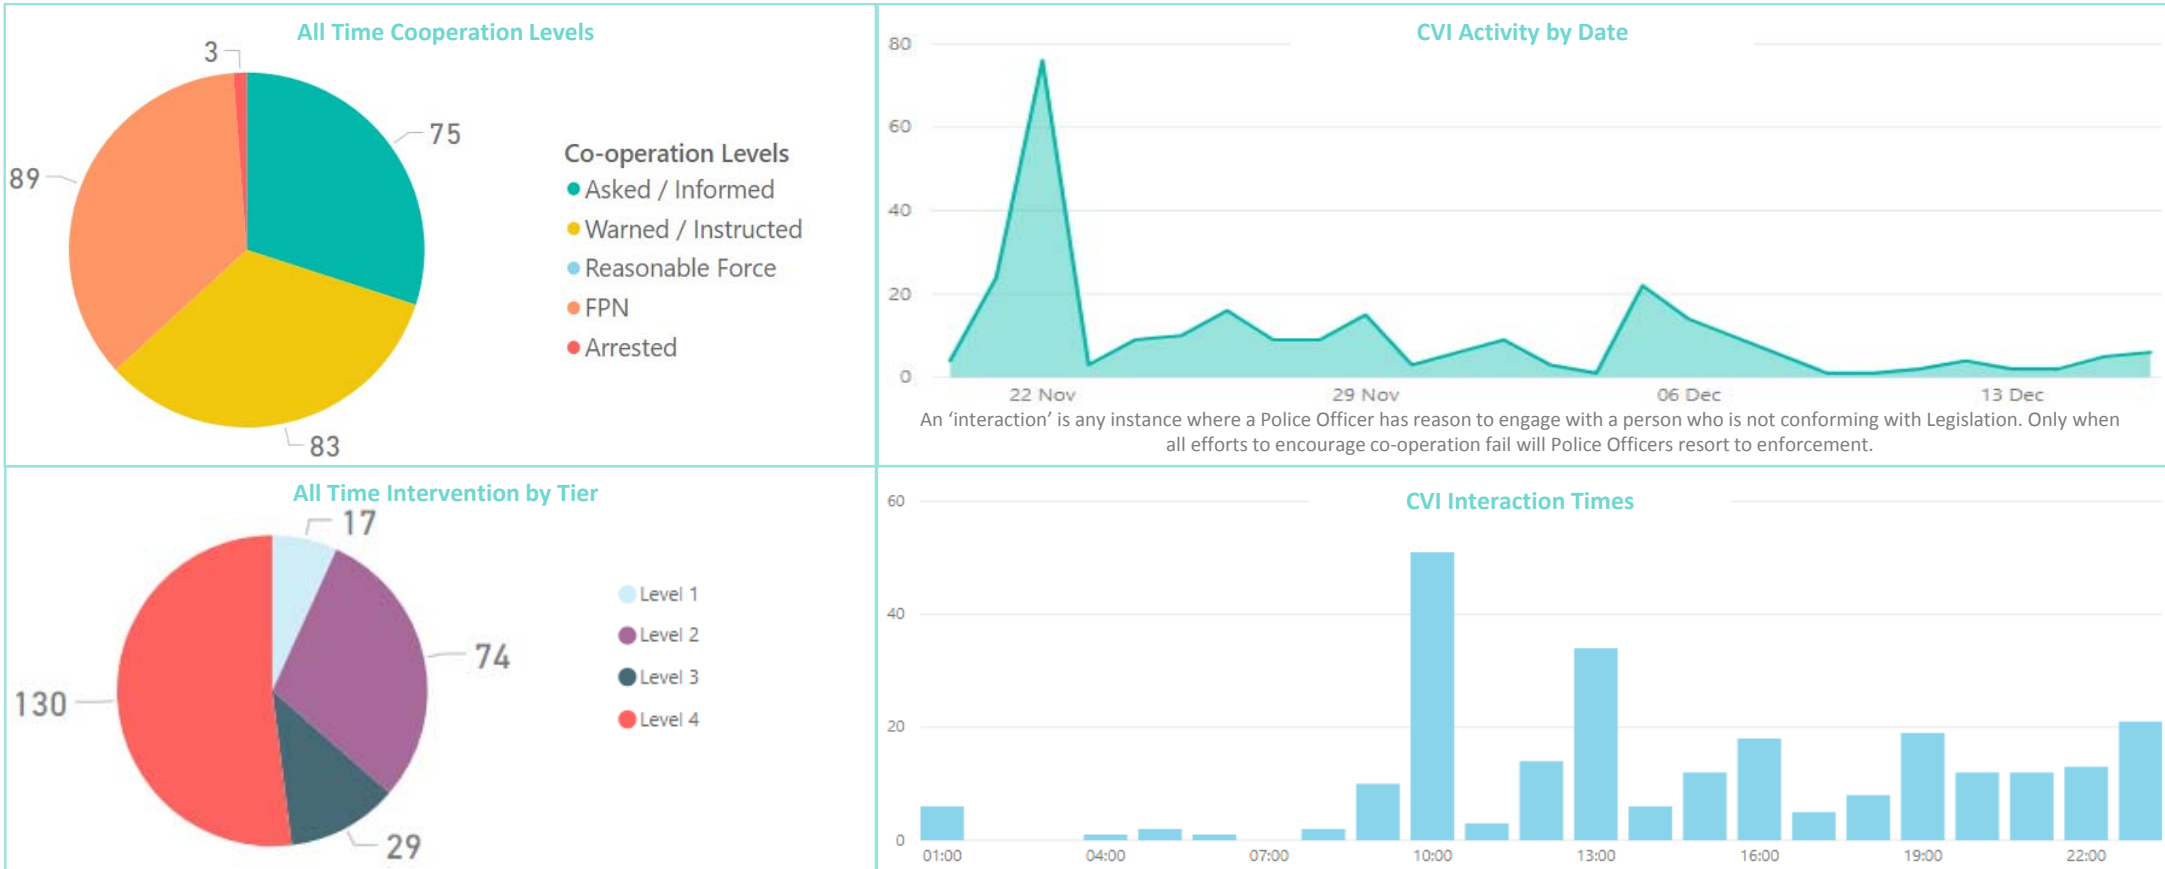 All Time Cooperation Levels
3
75
89
83
Co-operation Levels
Asked / Informed
Warned / Instructed
Reasonable Force
FPN
Arrested
CVI Activity by Date
80
60
40
20
0
22 Nov
29 Nov
06 Dec
13 Dec
An ‘interaction’ is any instance where a Police Officer has reason to engage with a person who is not conforming with Legislation. Only when
all efforts to encourage co-operation fail will Police Officers resort to enforcement.
All Time Intervention by Tier
17
74
130
29
Level 1
Level 2
Level 3
Level 4
CVI Interaction Times
60
40
20
0
01:00
04:00
07:00
10:00
13:00
16:00
19:00
22:00